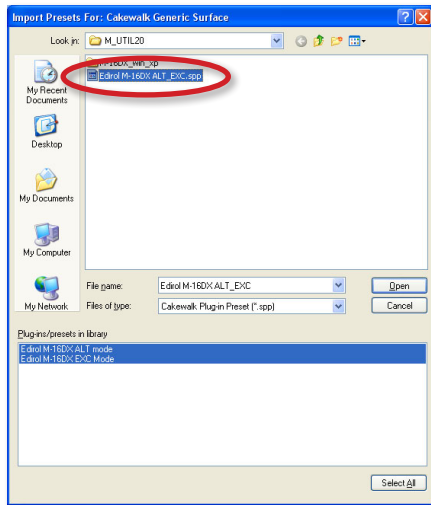 Import Presets For: Cakewalk Generic Surface
Look in: M_UTIL20
M-16DX_win_xp
Edirol M-16DX ALT_EXC.spp
My Recent
Documents
Desktop
My Documents
My Computer
My Network
File name: Edirol M-16DX ALT_EXC Open
Files of type: Cakewalk Plug-in Preset (*.spp) Cancel
Plug-ins/presets in library
Edirol M-16DX ALT mode
Edirol M-16DX EXC Mode
Select All